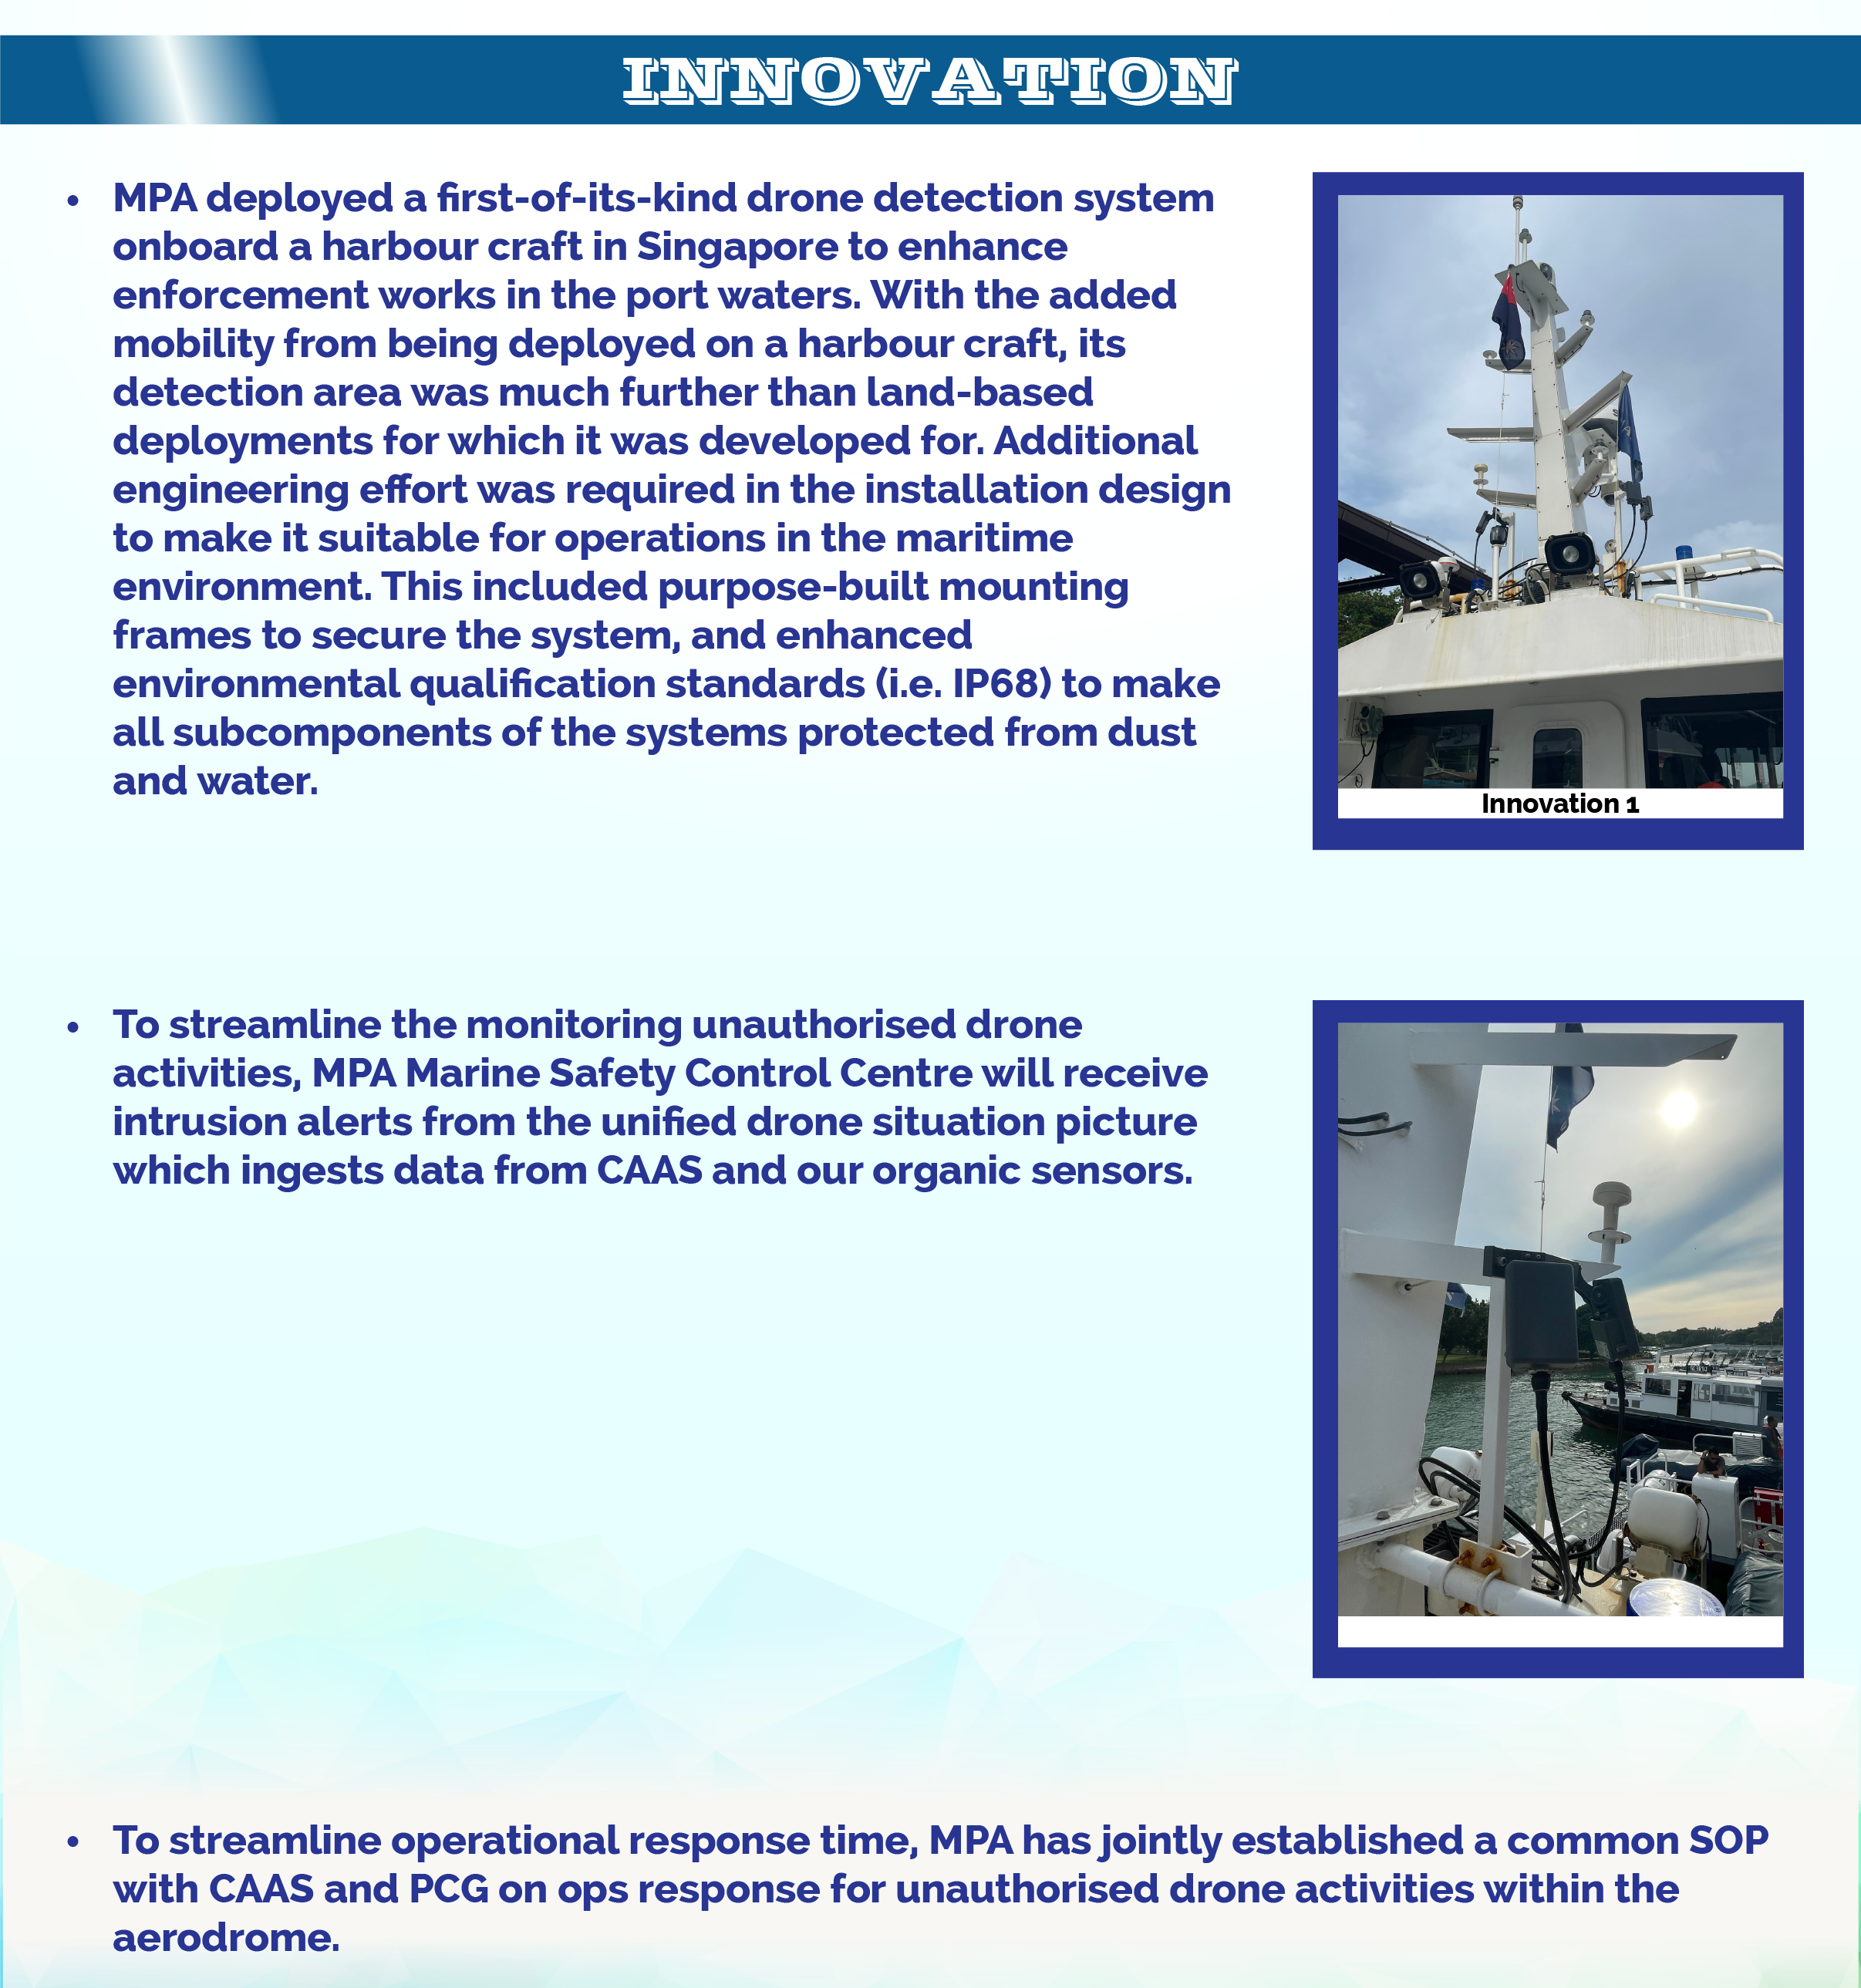 INNOVATION
• MPA deployed a first-of-its-kind drone detection system
onboard a harbour craft in Singapore to enhance
enforcement works in the port waters. With the added
mobility from being deployed on a harbour craft, its
detection area was much further than land-based
deployments for which it was developed for. Additional
engineering effort was required in the installation design
to make it suitable for operations in the maritime
environment. This included purpose-built mounting
frames to secure the system, and enhanced
environmental qualification standards (i.e. IP68) to make
all subcomponents of the systems protected from dust
and water.
Innovation 1
• To streamline the monitoring unauthorised drone
activities, MPA Marine Safety Control Centre will receive
intrusion alerts from the unified drone situation picture
which ingests data from CAAS and our organic sensors.
• To streamline operational response time, MPA has jointly established a common SOP
with CAAS and PCG on ops response for unauthorised drone activities within the
aerodrome.